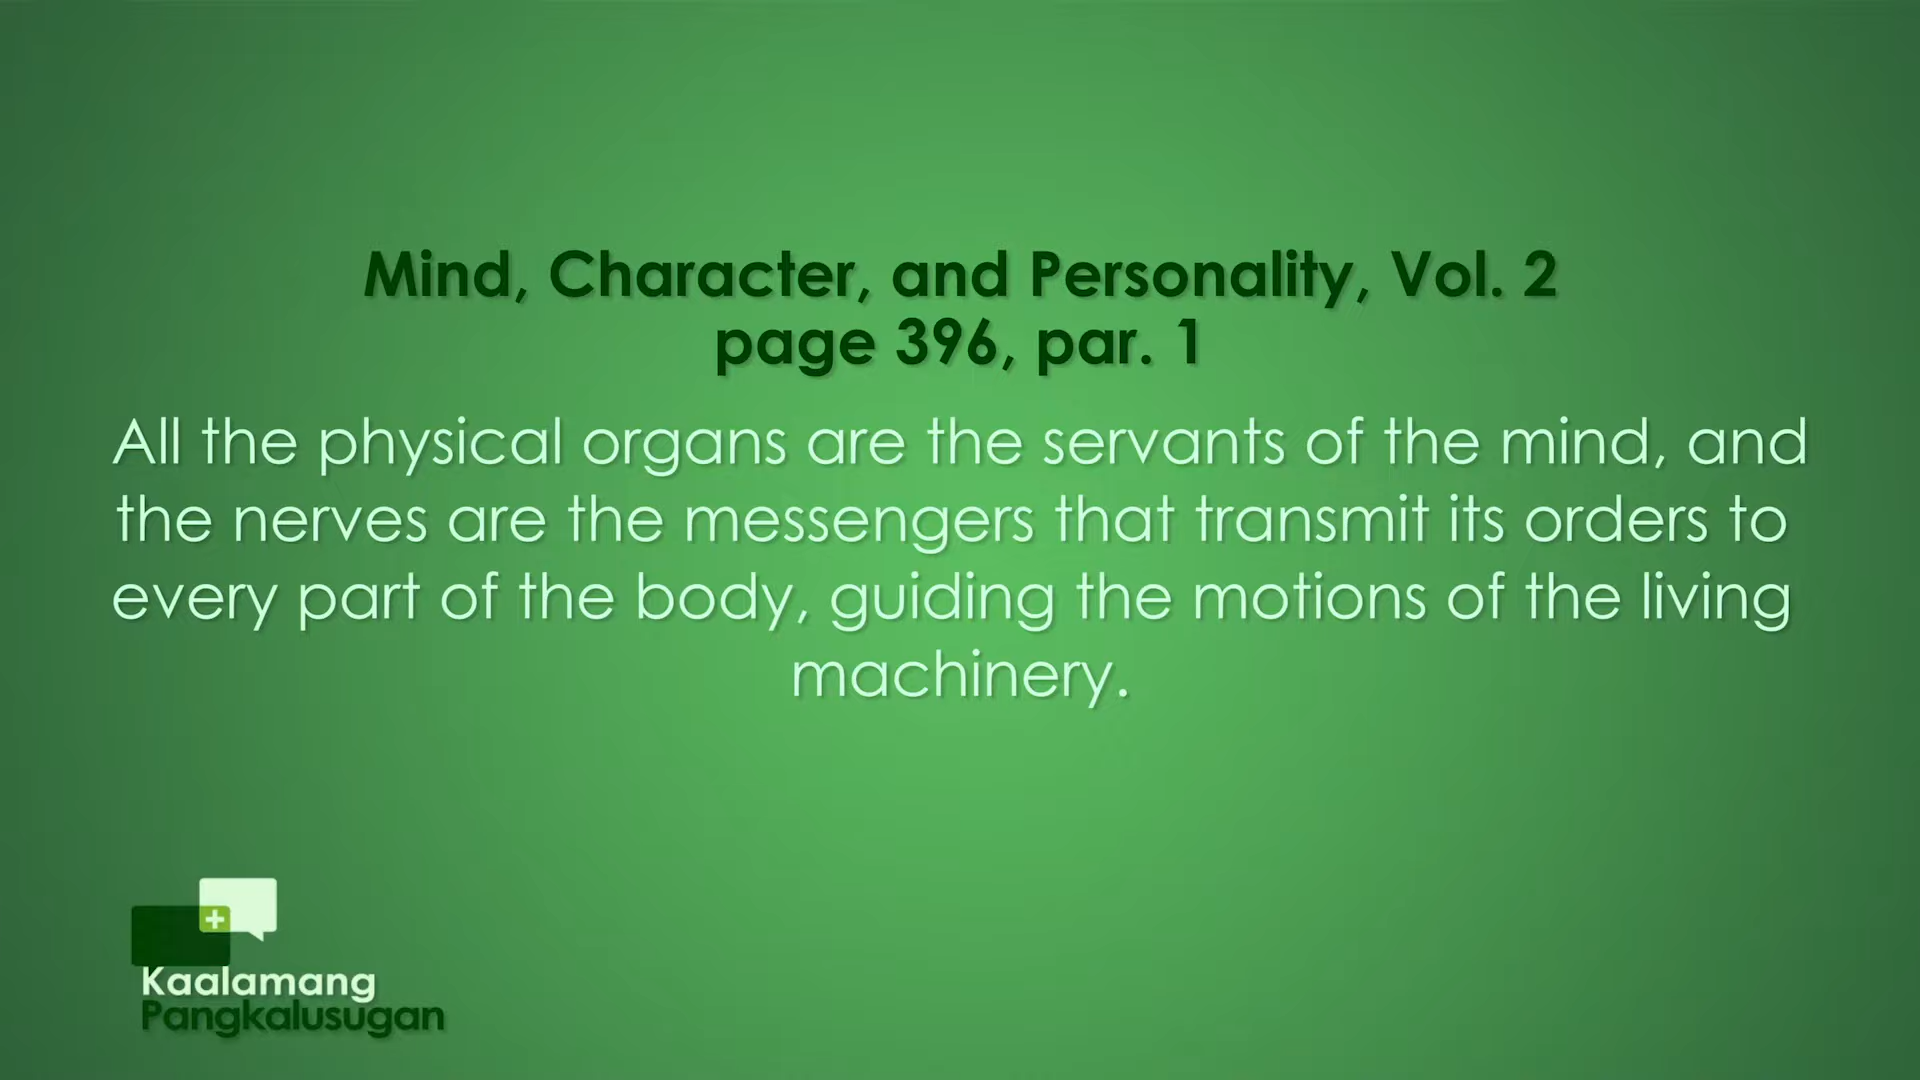 Mind, Character, and Personality, Vol. 2
page 396, par. 1
All the physical organs are the servants of the mind, and
the nerves are the messengers that transmit its orders to
every part of the body, guiding the motions of the living
machinery.
Kaalamang
Pangkalusugan